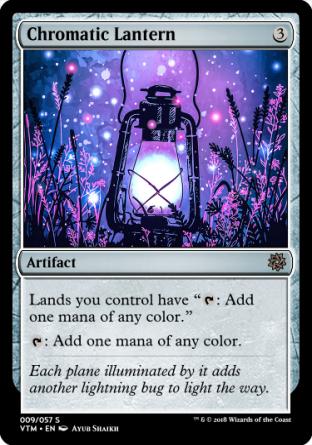 Chromatic Lantern 3
Artifact
Lands you control have “ : Add
one mana of any color.”
: Add one mana of any color.
Each plane illuminated by it adds
another lightning bug to light the way.
009/057 S ™ & © 2018 Wizards of the Coast
VTM • EN Ayub Shaikh